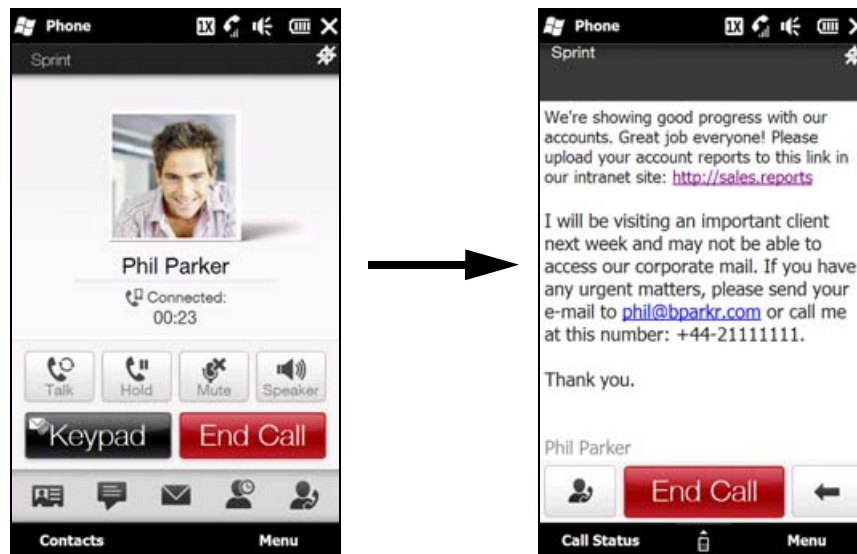 Phone
1X
Sprint
Phil Parker
Connected:
00:23
Talk Hold Mute Speaker
Keypad End Call
Contacts Menu
Phone
1X
Sprint
We're showing good progress with our
accounts. Great job everyone! Please
upload your account reports to this link in
our intranet site: http://sales.reports
I will be visiting an important client
next week and may not be able to
access our corporate mail. If you have
any urgent matters, please send your
e-mail to phil@bparkr.com or call me
at this number: +44-21111111.
Thank you.
Phil Parker
End Call
Call Status Menu